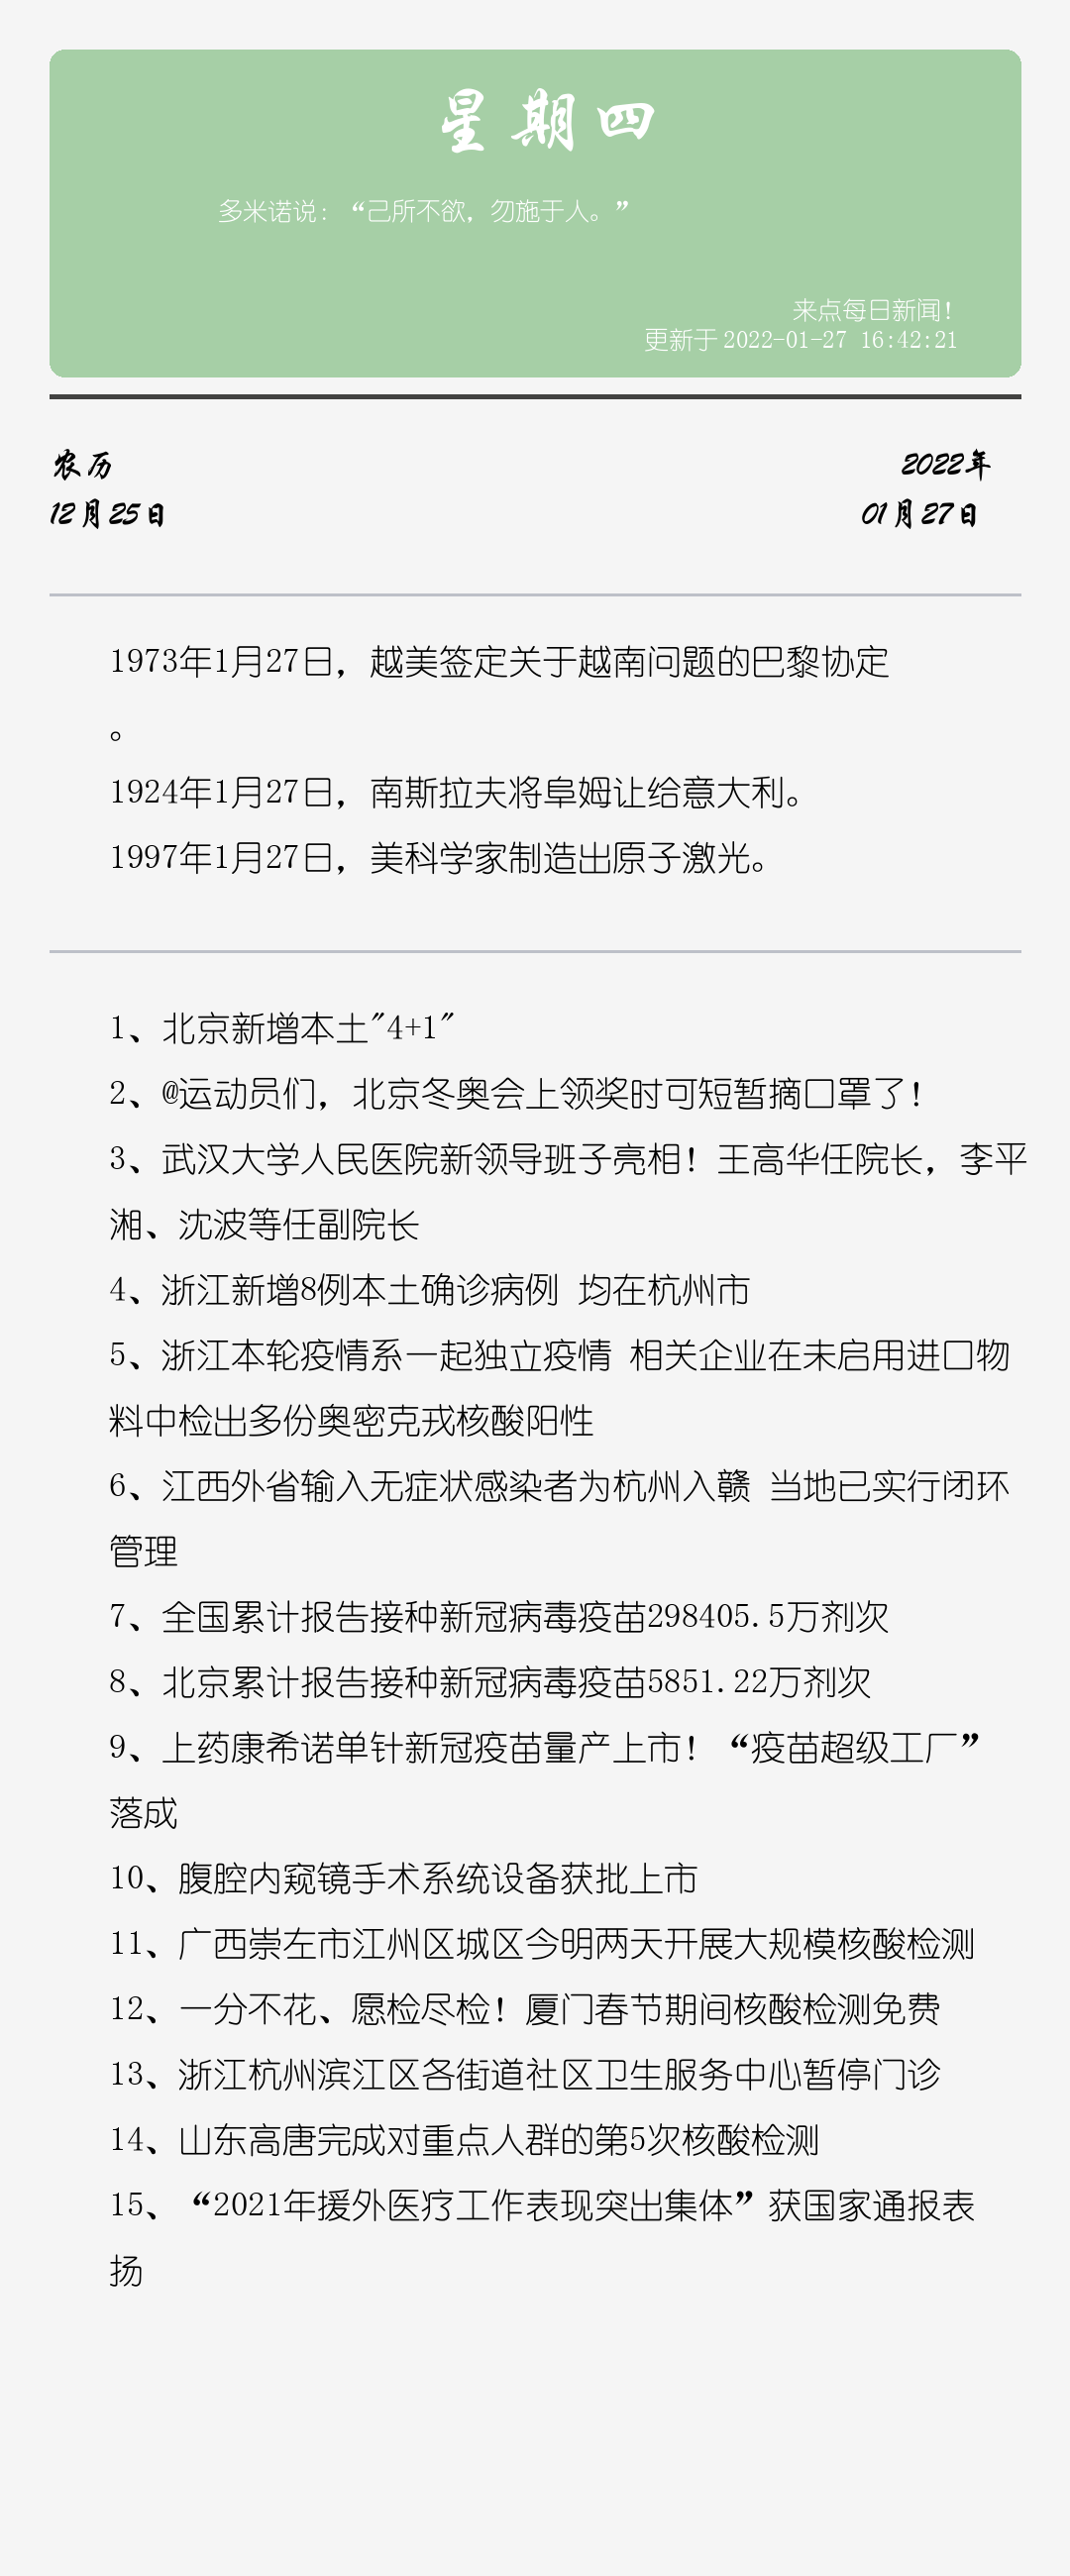 星期四
多米诺说：“己所不欲，勿施于人。”
来点每日新闻！
更新于 2022-01-27 16:42:21
农历
12月25日
2022年
01月27日
1973年1月27日，越美签定关于越南问题的巴黎协定
。
1924年1月27日，南斯拉夫将阜姆让给意大利。
1997年1月27日，美科学家制造出原子激光。
1、北京新增本土"4+1"
2、@运动员们，北京冬奥会上领奖时可短暂摘口罩了！
3、武汉大学人民医院新领导班子亮相！王高华任院长，李平
湘、沈波等任副院长
4、浙江新增8例本土确诊病例 均在杭州市
5、浙江本轮疫情系一起独立疫情 相关企业在未启用进口物
料中检出多份奥密克戎核酸阳性
6、江西外省输入无症状感染者为杭州入赣 当地已实行闭环
管理
7、全国累计报告接种新冠病毒疫苗298405.5万剂次
8、北京累计报告接种新冠病毒疫苗5851.22万剂次
9、上药康希诺单针新冠疫苗量产上市！“疫苗超级工厂”
落成
10、腹腔内窥镜手术系统设备获批上市
11、广西崇左市江州区城区今明两天开展大规模核酸检测
12、一分不花、愿检尽检！厦门春节期间核酸检测免费
13、浙江杭州滨江区各街道社区卫生服务中心暂停门诊
14、山东高唐完成对重点人群的第5次核酸检测
15、“2021年援外医疗工作表现突出集体”获国家通报表
扬